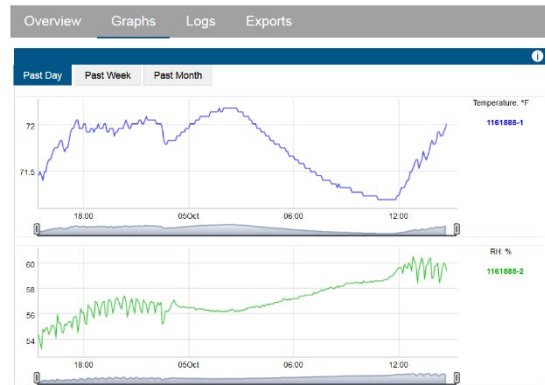 Overview Graphs Logs Exports
Past Day Past Week Past Month
Temperature: °F
1161585-1
72
71.5
18:00 05Oct 06:00 12:00
RH: %
1161585-2
60
58
56
54
18:00 05Oct 06:00 12:00